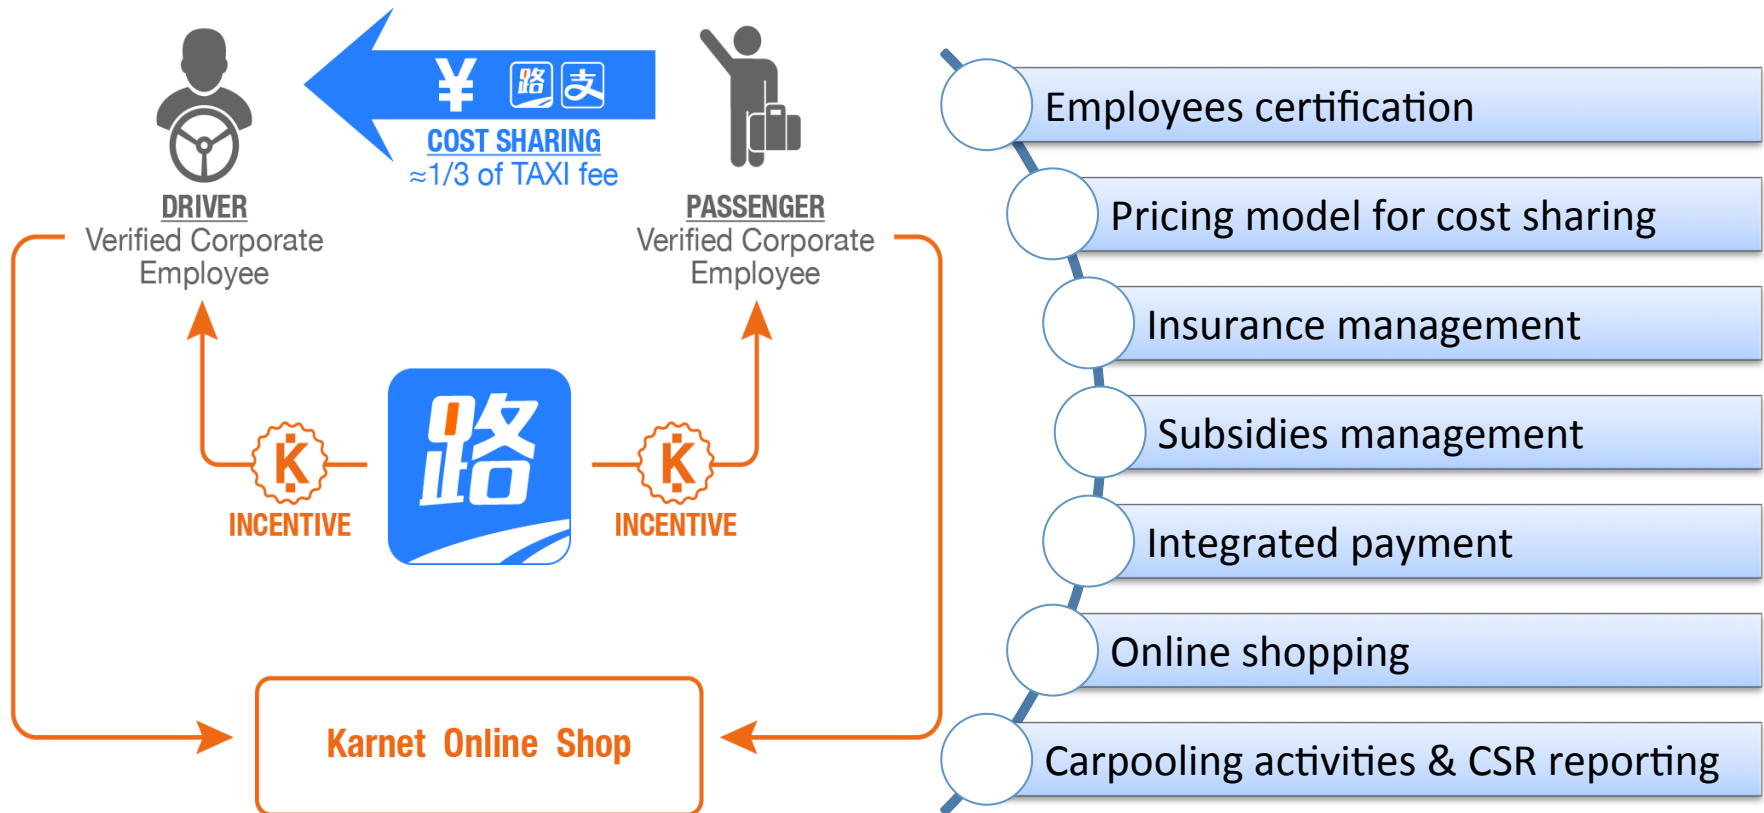 ¥ 路 支
COST SHARING
≈1/3 of TAXI fee
DRIVER
Verified Corporate
Employee
PASSENGER
Verified Corporate
Employee
K
INCENTIVE
路
K
INCENTIVE
Karnet Online Shop
Employees certification
Pricing model for cost sharing
Insurance management
Subsidies management
Integrated payment
Online shopping
Carpooling activities & CSR reporting